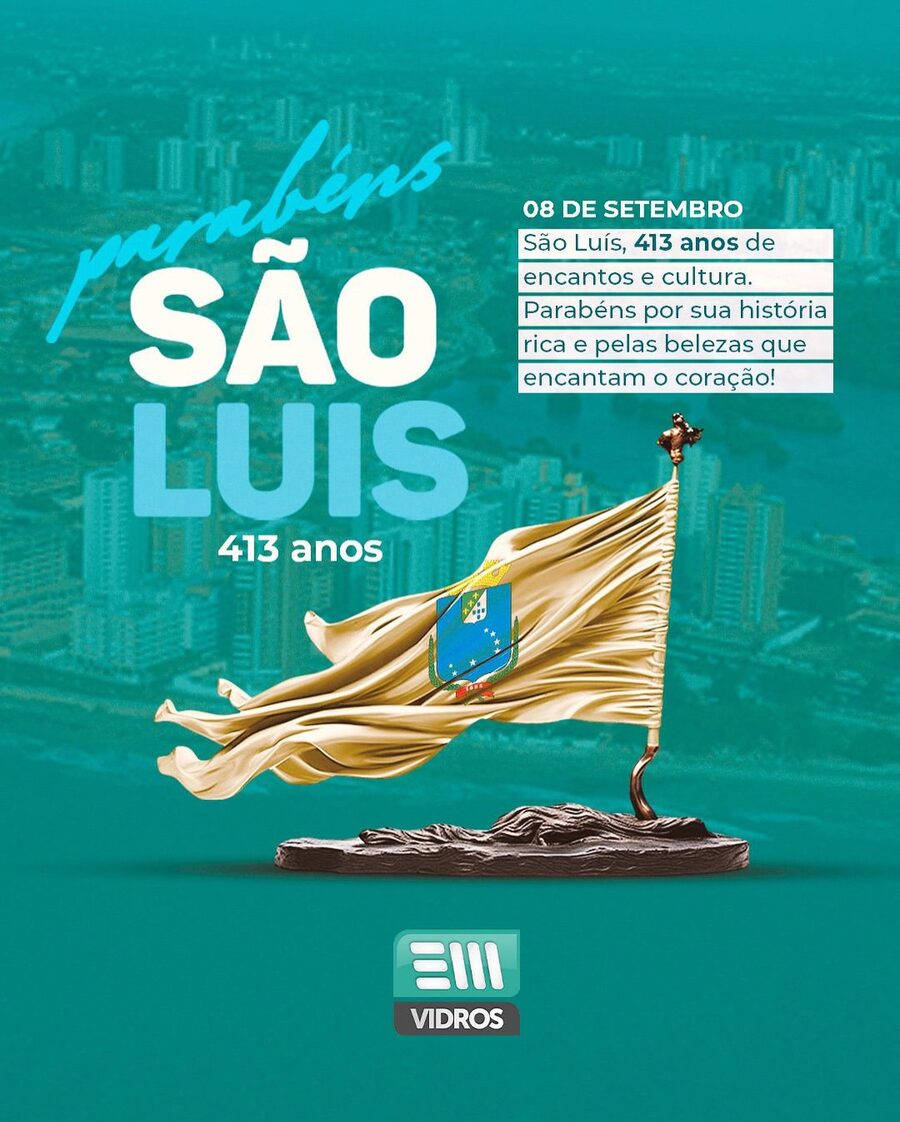 parabéns
SÃO
LUIS
413 anos
08 DE SETEMBRO
São Luís, 413 anos de
encantos e cultura.
Parabéns por sua história
rica e pelas belezas que
encantam o coração!
EM
VIDROS